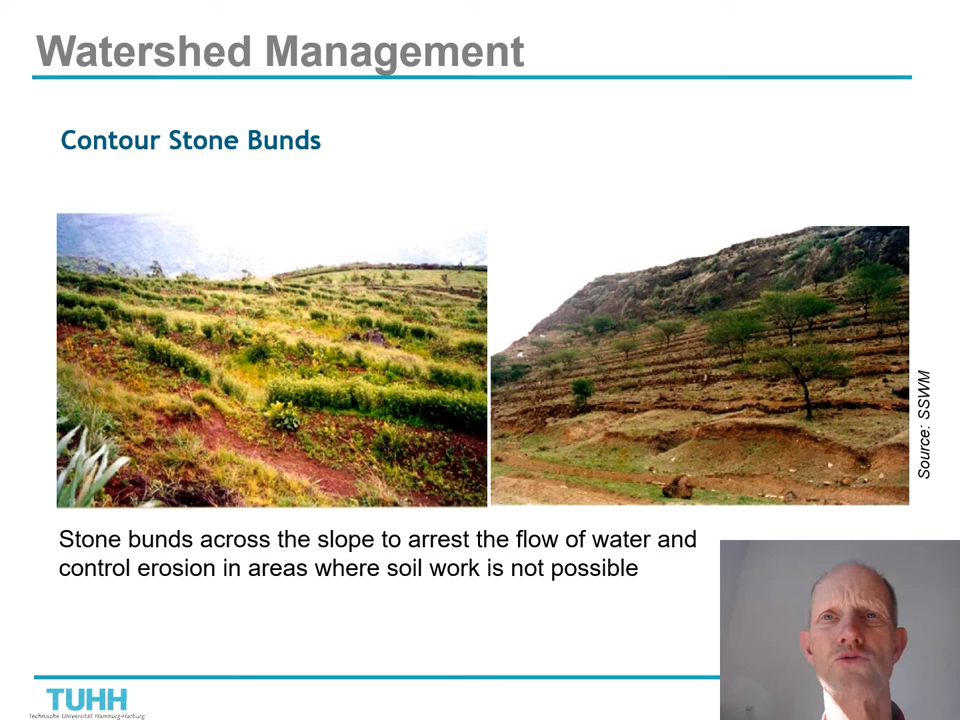 Watershed Management
Contour Stone Bunds
Source: SSWM
Stone bunds across the slope to arrest the flow of water and
control erosion in areas where soil work is not possible
TUHH
Technische Universität Hamburg-Harburg